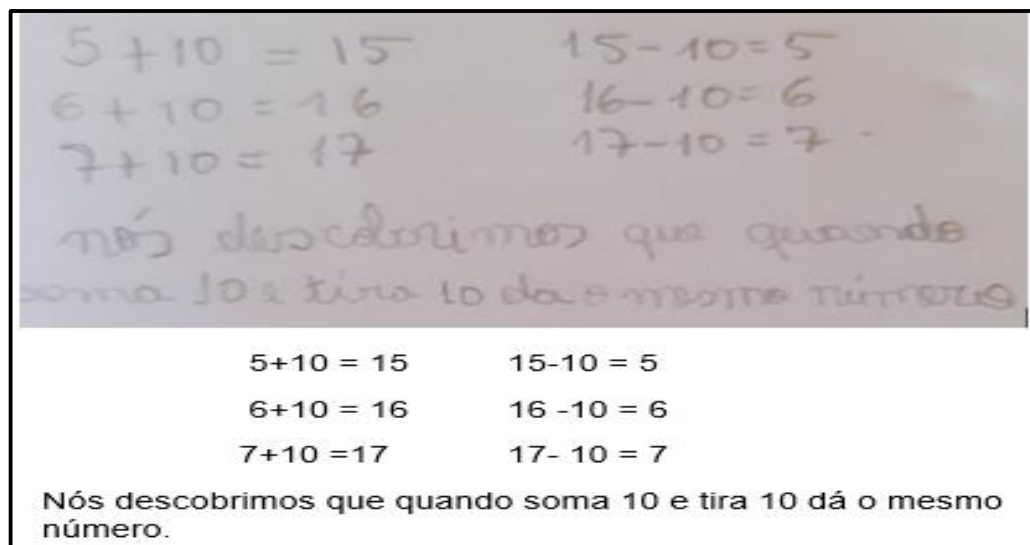 5 + 10 = 15 15 - 10 = 5
6 + 10 = 16 16 - 10 = 6
7 + 10 = 17 17 - 10 = 7
nós descobrimos que quando
soma 10 e tira 10 da o mesmo número
5+10 = 15 15-10 = 5
6+10 = 16 16 -10 = 6
7+10 =17 17- 10 = 7
Nós descobrimos que quando soma 10 e tira 10 dá o mesmo
número.